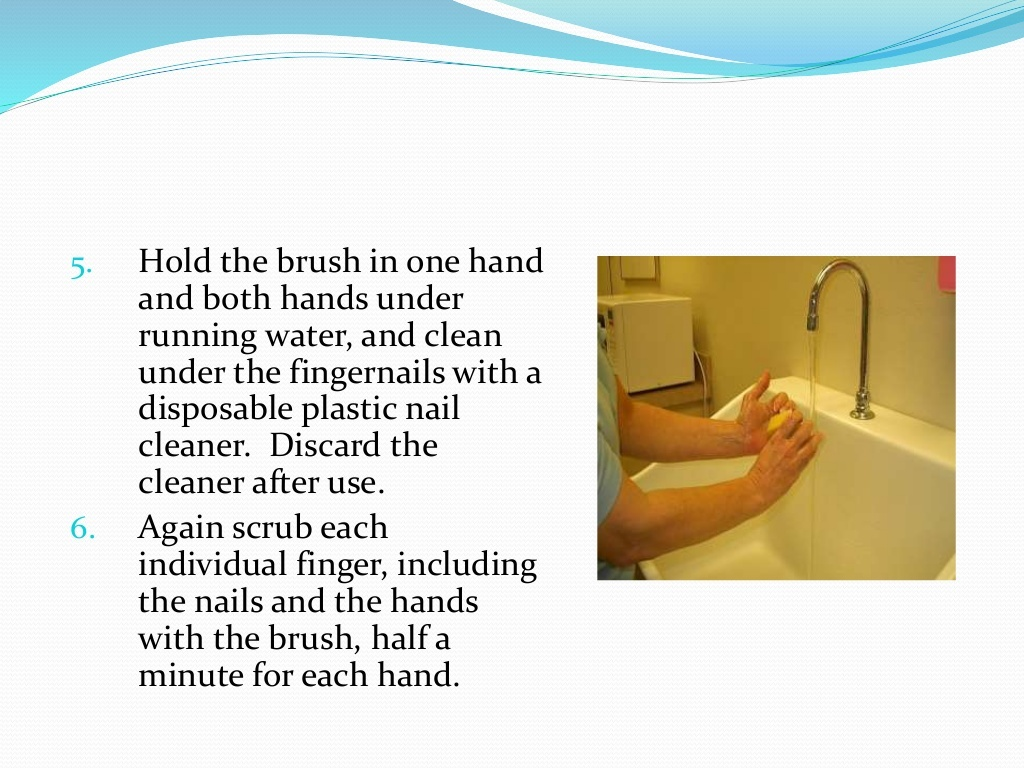 5. Hold the brush in one hand
and both hands under
running water, and clean
under the fingernails with a
disposable plastic nail
cleaner.  Discard the
cleaner after use.
6. Again scrub each
individual finger, including
the nails and the hands
with the brush, half a
minute for each hand.